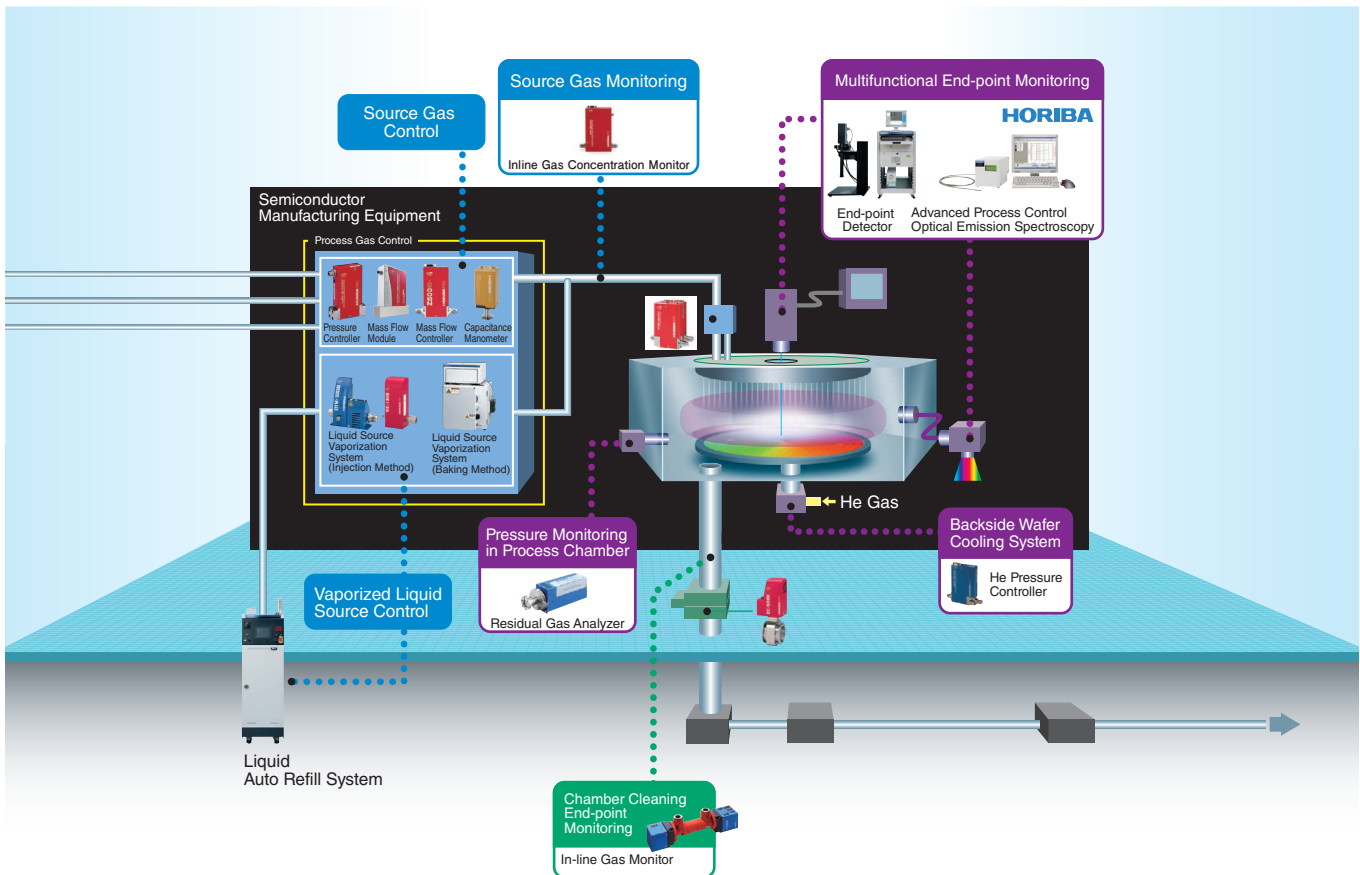 Source Gas Monitoring
Inline Gas Concentration Monitor
Source Gas
Control
Multifunctional End-point Monitoring
HORIBA
End-point
Detector
Advanced Process Control
Optical Emission Spectroscopy
Semiconductor
Manufacturing Equipment
Process Gas Control
Pressure
Controller
Mass Flow
Module
Mass Flow
Controller
Capacitance
Manometer
Liquid Source
Vaporization
System
(Injection Method)
Liquid Source
Vaporization
System
(Baking Method)
He Gas
Pressure Monitoring
in Process Chamber
Residual Gas Analyzer
Backside Wafer
Cooling System
He Pressure
Controller
Vaporized Liquid
Source Control
Liquid
Auto Refill System
Chamber Cleaning
End-point
Monitoring
In-line Gas Monitor